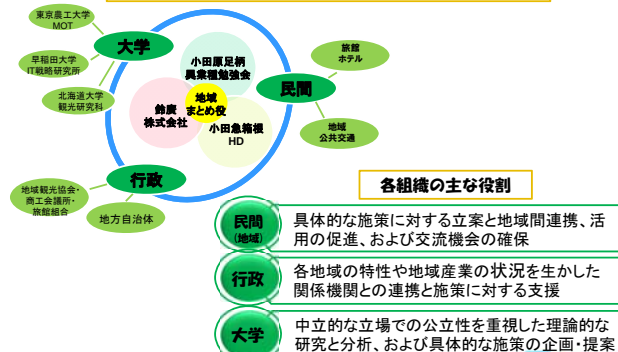 東京農工大学
MOT
大学
早稲田大学
IT戦略研究所
北海道大学
観光研究科
小田原足柄
異業種勉強会
地域
まとめ役
鈴廣
株式会社
小田急箱根
HD
民間
旅館
ホテル
地域
公共交通
行政
地域観光協会・
商工会議所・
旅館組合
地方自治体
各組織の主な役割
民間
(地域)
具体的な施策に対する立案と地域間連携、活
用の促進、および交流機会の確保
行政
各地域の特性や地域産業の状況を生かした
関係機関との連携と施策に対する支援
大学
中立的な立場での公立性を重視した理論的な
研究と分析、および具体的な施策の企画・提案